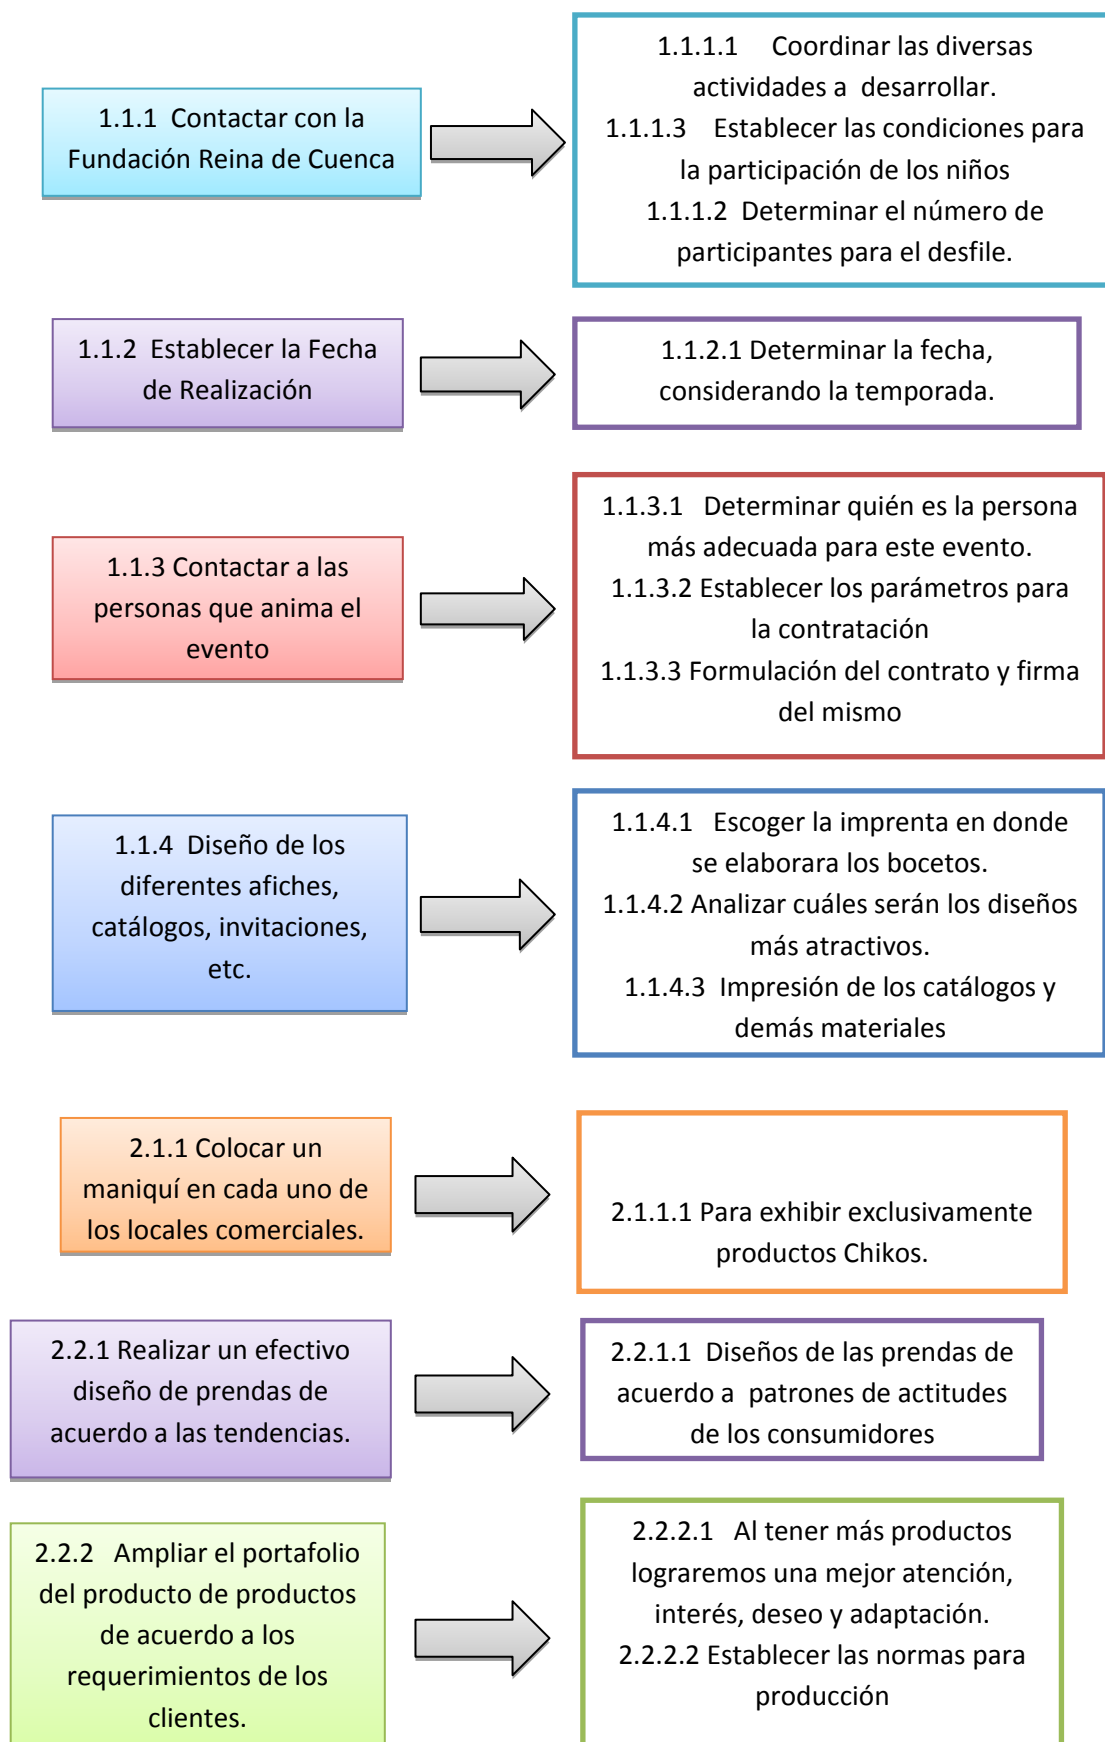 1.1.1 Contactar con la
Fundación Reina de Cuenca
1.1.1.1 Coordinar las diversas
actividades a desarrollar.
1.1.1.3 Establecer las condiciones para
la participación de los niños
1.1.1.2 Determinar el número de
participantes para el desfile.
1.1.2 Establecer la Fecha
de Realización
1.1.2.1 Determinar la fecha,
considerando la temporada.
1.1.3 Contactar a las
personas que anima el
evento
1.1.3.1 Determinar quién es la persona
más adecuada para este evento.
1.1.3.2 Establecer los parámetros para
la contratación
1.1.3.3 Formulación del contrato y firma
del mismo
1.1.4 Diseño de los
diferentes afiches,
catálogos, invitaciones,
etc.
1.1.4.1 Escoger la imprenta en donde
se elaborara los bocetos.
1.1.4.2 Analizar cuáles serán los diseños
más atractivos.
1.1.4.3 Impresión de los catálogos y
demás materiales
2.1.1 Colocar un
maniquí en cada uno de
los locales comerciales.
2.1.1.1 Para exhibir exclusivamente
productos Chikos.
2.2.1 Realizar un efectivo
diseño de prendas de
acuerdo a las tendencias.
2.2.1.1 Diseños de las prendas de
acuerdo a patrones de actitudes
de los consumidores
2.2.2 Ampliar el portafolio
del producto de productos
de acuerdo a los
requerimientos de los
clientes.
2.2.2.1 Al tener más productos
lograremos una mejor atención,
interés, deseo y adaptación.
2.2.2.2 Establecer las normas para
producción